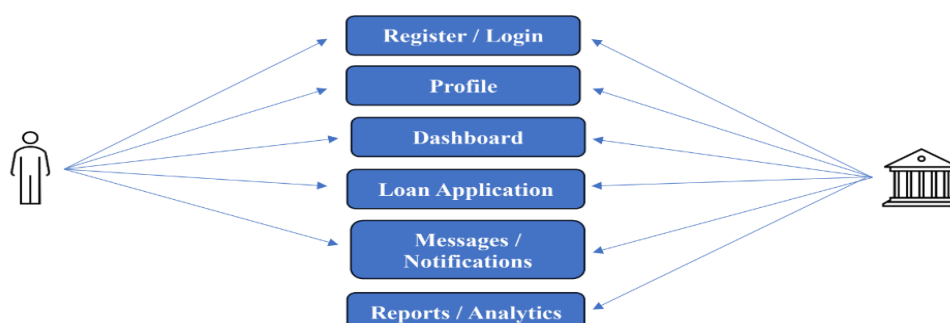 Register / Login
Profile
Dashboard
Loan Application
Messages /
Notifications
Reports / Analytics